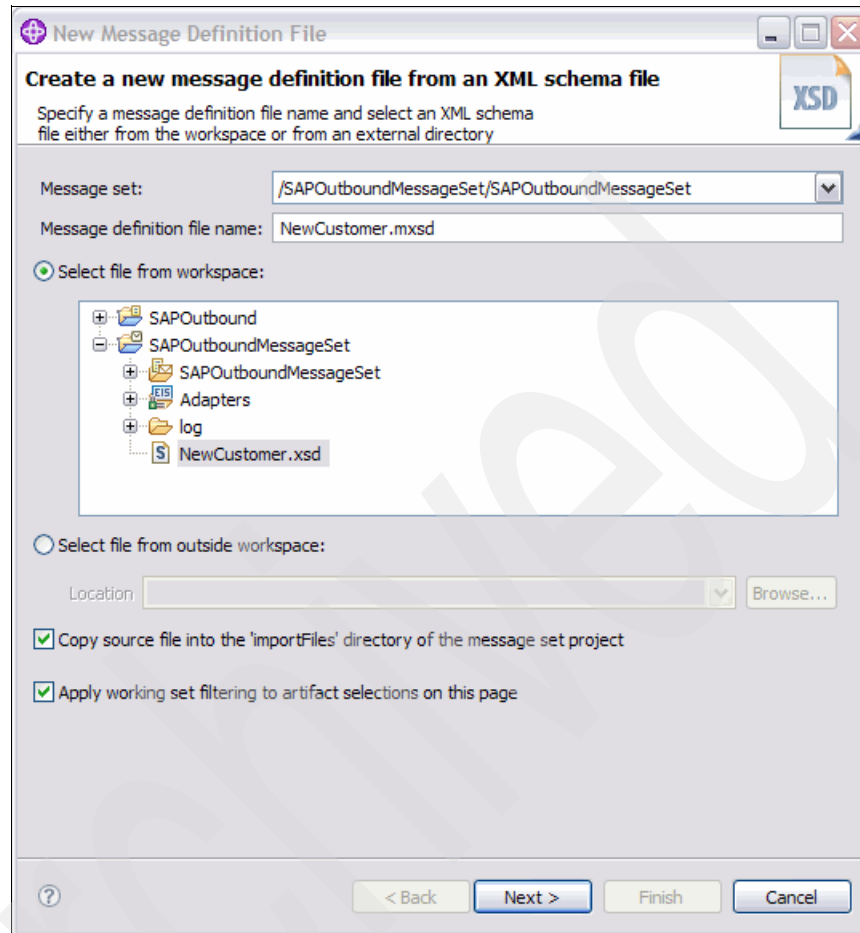 New Message Definition File
Create a new message definition file from an XML schema file
XSD
Specify a message definition file name and select an XML schema
file either from the workspace or from an external directory
Message set: /SAPOutboundMessageSet/SAPOutboundMessageSet
Message definition file name: NewCustomer.mxsd
Select file from workspace:
SAPOutbound
SAPOutboundMessageSet
SAPOutboundMessageSet
EIS Adapters
log
S NewCustomer.xsd
Select file from outside workspace:
Location Browse...
Copy source file into the 'importFiles' directory of the message set project
Apply working set filtering to artifact selections on this page
? < Back Next > Finish Cancel